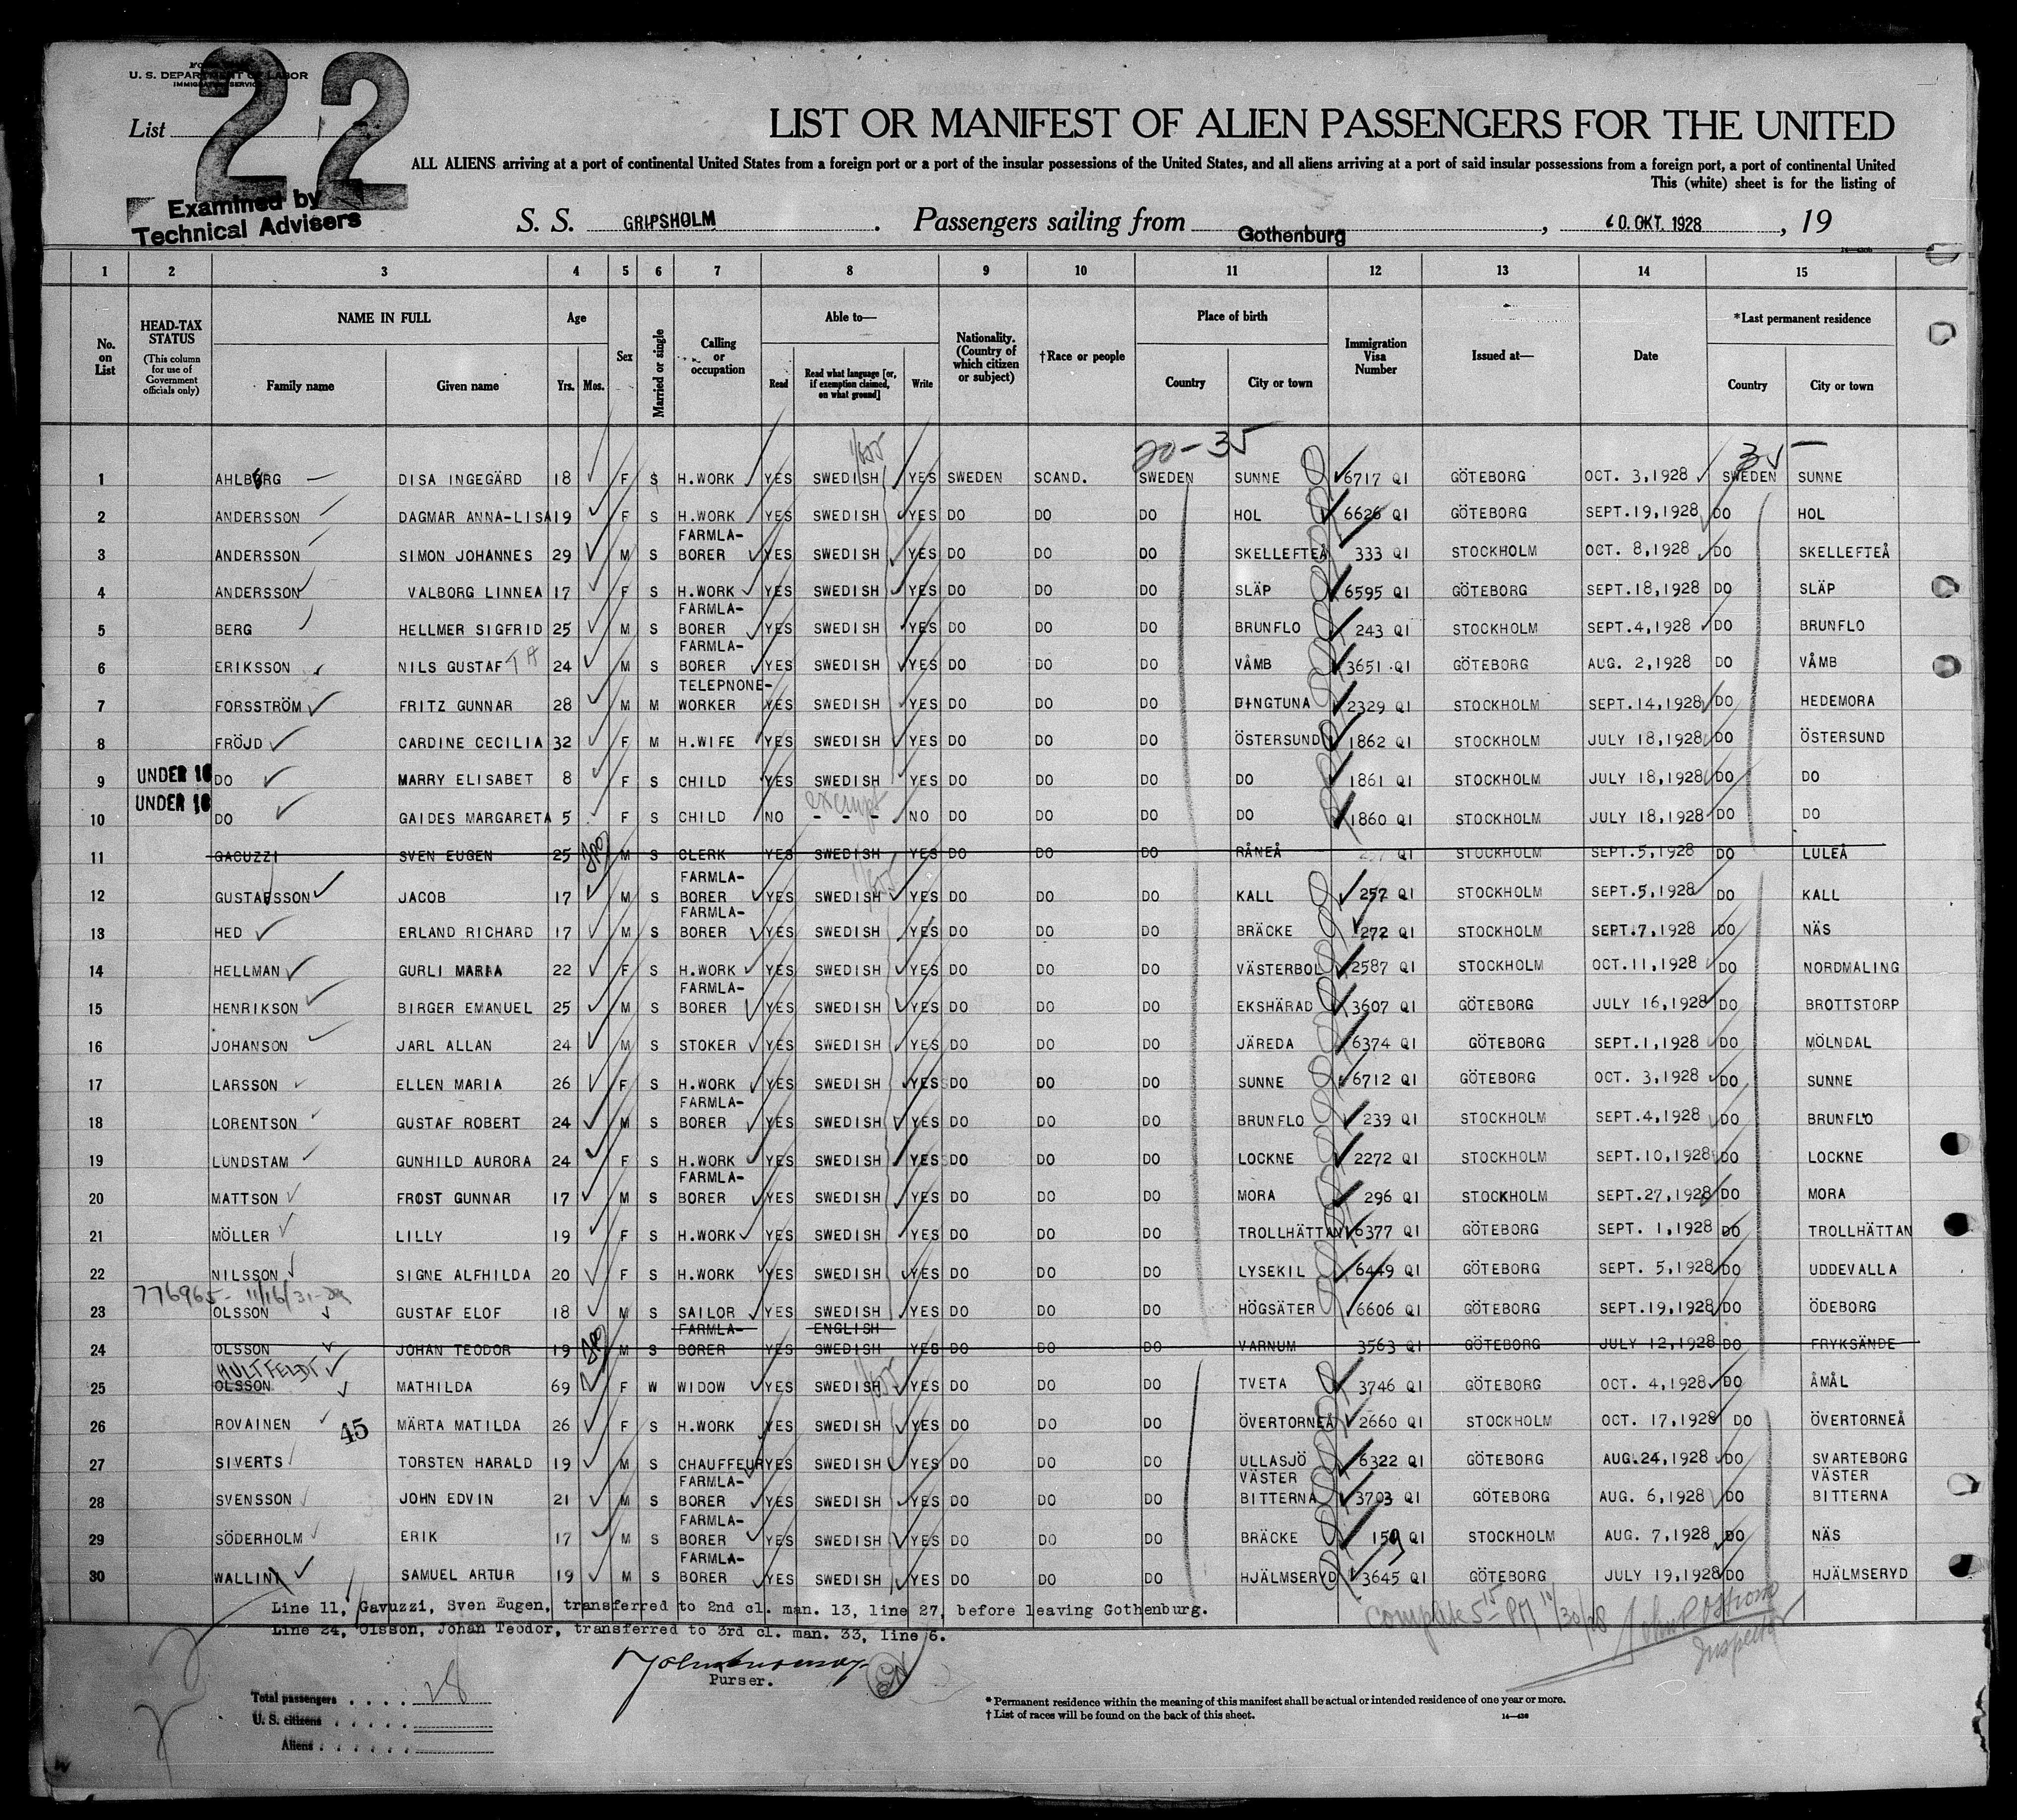 22
FORM 500
U. S. DEPARTMENT OF LABOR
IMMIGRATION SERVICE
List
Examined by
Technical Advisers
LIST OR MANIFEST OF ALIEN PASSENGERS FOR THE UNITED
ALL ALIENS arriving at a port of continental United States from a foreign port or a port of the insular possessions of the United States, and all aliens arriving at a port of said insular possessions from a foreign port, a port of continental United
This (white) sheet is for the listing of
S. S. GRIPSHOLM. Passengers sailing from Gothenburg, 0. OKT. 1928, 19
1 2 3 4 5 6 7 8 9 10 11 12 13 14 15
No. on List
HEAD-TAX STATUS (This column for use of Government officials only)
NAME IN FULL Family name Given name
Age Yrs. Mos.
Sex
Married or single
Calling or occupation
Able to— Read Read what language [or, if exemption claimed, on what ground] Write
Nationality. (Country of which citizen or subject)
†Race or people
Place of birth Country City or town
Immigration Visa Number
Issued at—
Date
*Last permanent residence Country City or town
20-35 35
1 AHLBERG DISA INGEGÄRD 18 F S H.WORK YES SWEDISH YES SWEDEN SCAND. SWEDEN SUNNE 6717 QI GÖTEBORG OCT. 3,1928 SWEDEN SUNNE
2 ANDERSSON DAGMAR ANNA-LISA 19 F S H.WORK YES SWEDISH YES DO DO DO HOL 6626 QI GÖTEBORG SEPT.19,1928 DO HOL
3 ANDERSSON SIMON JOHANNES 29 M S FARMLA-BORER YES SWEDISH YES DO DO DO SKELLEFTEÅ 333 QI STOCKHOLM OCT. 8,1928 DO SKELLEFTEÅ
4 ANDERSSON VALBORG LINNEA 17 F S H.WORK YES SWEDISH YES DO DO DO SLÄP 6595 QI GÖTEBORG SEPT.18,1928 DO SLÄP
5 BERG HELLMER SIGFRID 25 M S FARMLA-BORER YES SWEDISH YES DO DO DO BRUNFLO 243 QI STOCKHOLM SEPT.4,1928 DO BRUNFLO
6 ERIKSSON NILS GUSTAF 24 M S FARMLA-BORER YES SWEDISH YES DO DO DO VÅMB 3651 QI GÖTEBORG AUG. 2,1928 DO VÅMB
7 FORSSTRÖM FRITZ GUNNAR 28 M M TELEPNONE-WORKER YES SWEDISH YES DO DO DO DINGTUNA 2329 QI STOCKHOLM SEPT.14,1928 DO HEDEMORA
8 FRÖJD CARDINE CECILIA 32 F M H.WIFE YES SWEDISH YES DO DO DO ÖSTERSUND 1862 QI STOCKHOLM JULY 18,1928 DO ÖSTERSUND
9 UNDER 16 DO MARRY ELISABET 8 F S CHILD YES SWEDISH YES DO DO DO DO 1861 QI STOCKHOLM JULY 18,1928 DO DO
10 UNDER 16 DO GAIDES MARGARETA 5 F S CHILD NO exempt - - - NO DO DO DO DO 1860 QI STOCKHOLM JULY 18,1928 DO DO
11 GACUZZI SVEN EUGEN 25 M S CLERK YES SWEDISH YES DO DO DO RÅNEÅ QI STOCKHOLM SEPT.5,1928 DO LULEÅ
12 GUSTAFSSON JACOB 17 M S FARMLA-BORER YES SWEDISH YES DO DO DO KALL 257 QI STOCKHOLM SEPT.5,1928 DO KALL
13 HED ERLAND RICHARD 17 M S FARMLA-BORER YES SWEDISH YES DO DO DO BRÄCKE 272 QI STOCKHOLM SEPT.7,1928 DO NÄS
14 HELLMAN GURLI MARIA 22 F S H.WORK YES SWEDISH YES DO DO DO VÄSTERBOL 2587 QI STOCKHOLM OCT.11,1928 DO NORDMALING
15 HENRIKSON BIRGER EMANUEL 25 M S FARMLA-BORER YES SWEDISH YES DO DO DO EKSHÄRAD 3607 QI GÖTEBORG JULY 16,1928 DO BROTTSTORP
16 JOHANSON JARL ALLAN 24 M S STOKER YES SWEDISH YES DO DO DO JÄREDA 6374 QI GÖTEBORG SEPT.1,1928 DO MÖLNDAL
17 LARSSON ELLEN MARIA 26 F S H.WORK YES SWEDISH YES DO DO DO SUNNE 6712 QI GÖTEBORG OCT. 3,1928 DO SUNNE
18 LORENTSON GUSTAF ROBERT 24 M S FARMLA-BORER YES SWEDISH YES DO DO DO BRUNFLO 239 QI STOCKHOLM SEPT.4,1928 DO BRUNFLO
19 LUNDSTAM GUNHILD AURORA 24 F S H.WORK YES SWEDISH YES DO DO DO LOCKNE 2272 QI STOCKHOLM SEPT.10,1928 DO LOCKNE
20 MATTSON FROST GUNNAR 17 M S FARMLA-BORER YES SWEDISH YES DO DO DO MORA 296 QI STOCKHOLM SEPT.27,1928 DO MORA
21 MÖLLER LILLY 19 F S H.WORK YES SWEDISH YES DO DO DO TROLLHÄTTAN 6377 QI GÖTEBORG SEPT. 1,1928 DO TROLLHÄTTAN
22 NILSSON SIGNE ALFHILDA 20 F S H.WORK YES SWEDISH YES DO DO DO LYSEKIL 6449 QI GÖTEBORG SEPT. 5,1928 DO UDDEVALLA
776965- 11/16/31
23 OLSSON GUSTAF ELOF 18 M S SAILOR YES SWEDISH YES DO DO DO HÖGSÄTER 6606 QI GÖTEBORG SEPT.19,1928 DO ÖDEBORG
24 OLSSON JOHAN TEODOR 19 M S FARMLA-BORER YES ENGLISH SWEDISH YES DO DO DO VARNUM 3563 QI GÖTEBORG JULY 12,1928 DO FRYKSÄNDE
HULTFELDT
25 OLSSON MATHILDA 69 F W WIDOW YES SWEDISH YES DO DO DO TVETA 3746 QI GÖTEBORG OCT. 4,1928 DO ÅMÅL
26 ROVAINEN 45 MÄRTA MATILDA 26 F S H.WORK YES SWEDISH YES DO DO DO ÖVERTORNEÅ 2660 QI STOCKHOLM OCT. 17,1928 DO ÖVERTORNEÅ
27 SIVERTS TORSTEN HARALD 19 M S CHAUFFEUR YES SWEDISH YES DO DO DO ULLASJÖ 6322 QI GÖTEBORG AUG.24,1928 DO SVARTEBORG
28 SVENSSON JOHN EDVIN 21 M S FARMLA-BORER YES SWEDISH YES DO DO DO VÄSTER BITTERNA 3703 QI GÖTEBORG AUG. 6,1928 DO VÄSTER BITTERNA
29 SÖDERHOLM ERIK 17 M S FARMLA-BORER YES SWEDISH YES DO DO DO BRÄCKE 159 QI STOCKHOLM AUG. 7,1928 DO NÄS
30 WALLIN SAMUEL ARTUR 19 M S FARMLA-BORER YES SWEDISH YES DO DO DO HJÄLMSERYD 3645 QI GÖTEBORG JULY 19,1928 DO HJÄLMSERYD
Line 11, Gavuzzi, Sven Eugen, transferred to 2nd cl. man. 13, line 27, before leaving Gothenburg.
Line 24, Olsson, Johan Teodor, transferred to 3rd cl. man. 33, line 6.
Complete 5 15 PM 10/30/28
Inspector
Purser.
Total passengers . . . . 28
U. S. citizens . . . . .
Aliens . . . . . .
* Permanent residence within the meaning of this manifest shall be actual or intended residence of one year or more.
† List of races will be found on the back of this sheet.
14—430